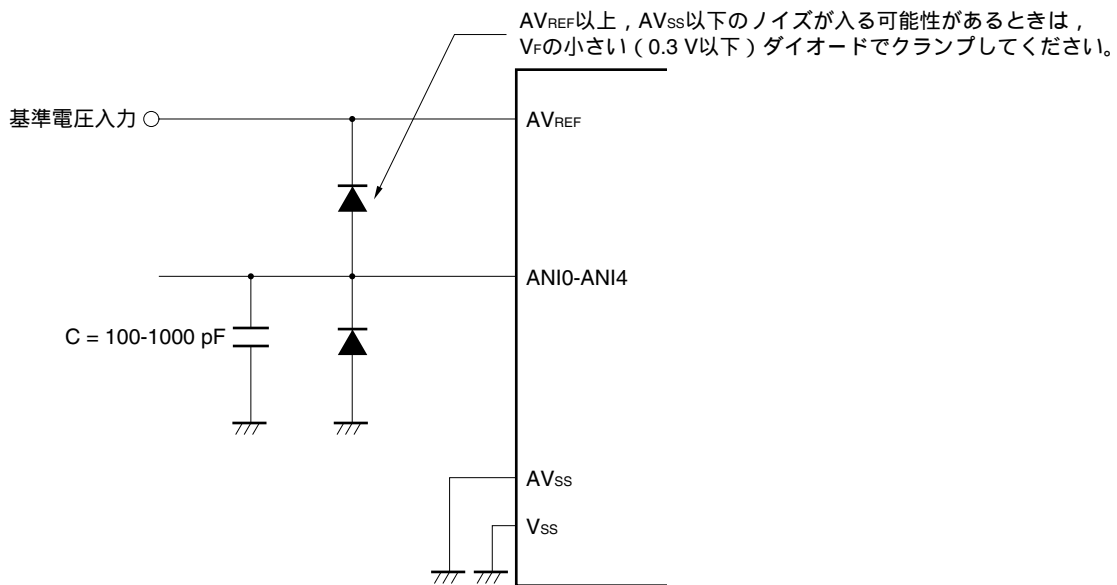 AVREF以上，AVSS以下のノイズが入る可能性があるときは，
VFの小さい（0.3 V以下）ダイオードでクランプしてください。
基準電圧入力
AVREF
ANI0-ANI4
C = 100-1000 pF
AVSS
VSS